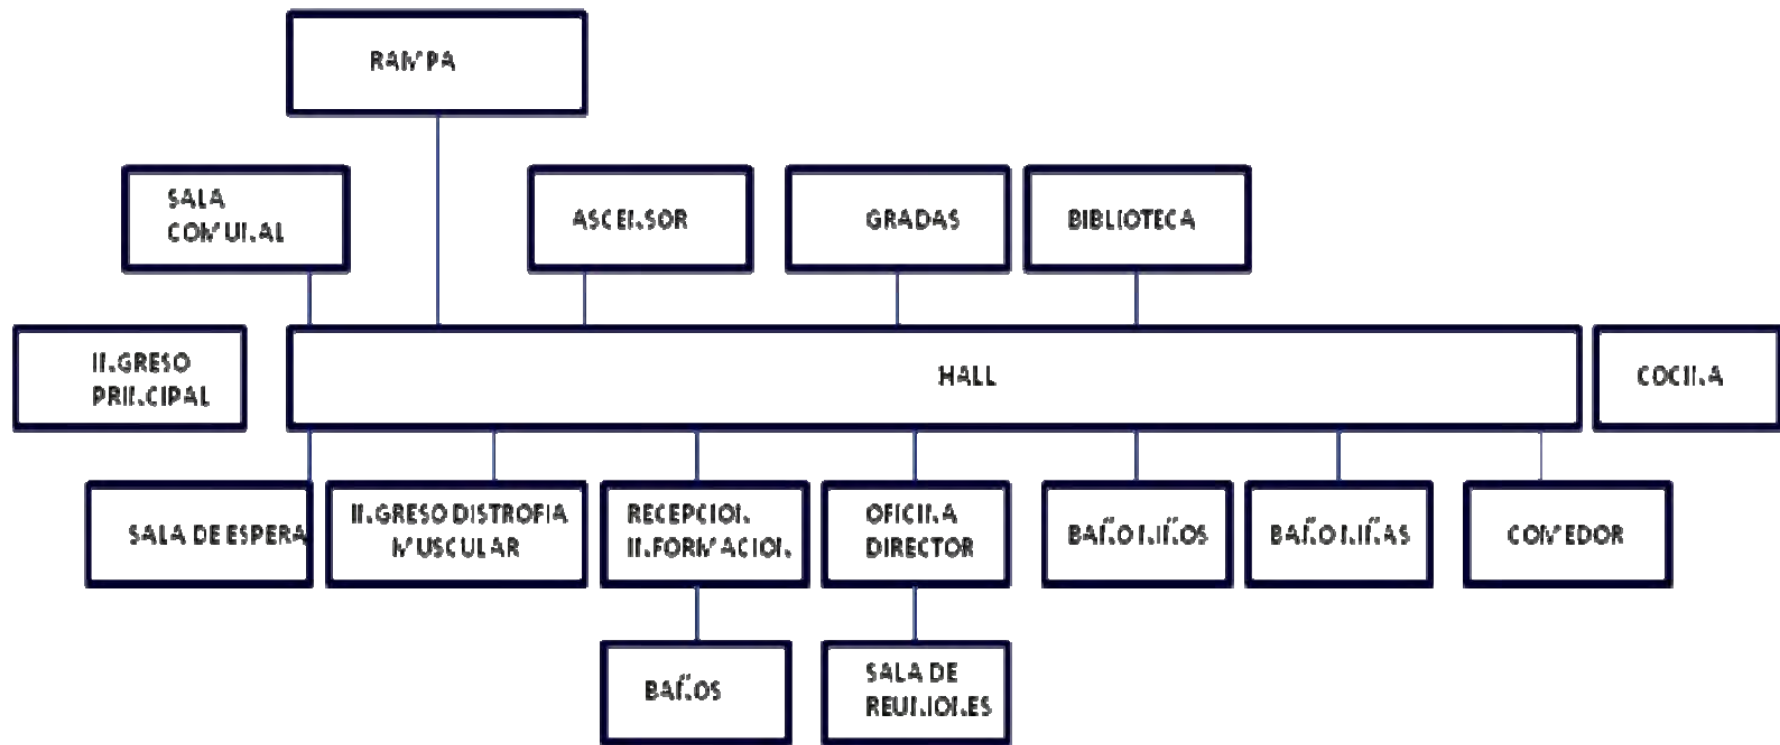 RAMPA
SALA
COMUNAL
ASCENSOR
GRADAS
BIBLIOTECA
INGRESO
PRINCIPAL
HALL
COCINA
SALA DE ESPERA
INGRESO DISTROFIA
MUSCULAR
RECEPCION
INFORMACION
OFICINA
DIRECTOR
BAÑO NIÑOS
BAÑO NIÑAS
COMEDOR
BAÑOS
SALA DE
REUNIONES